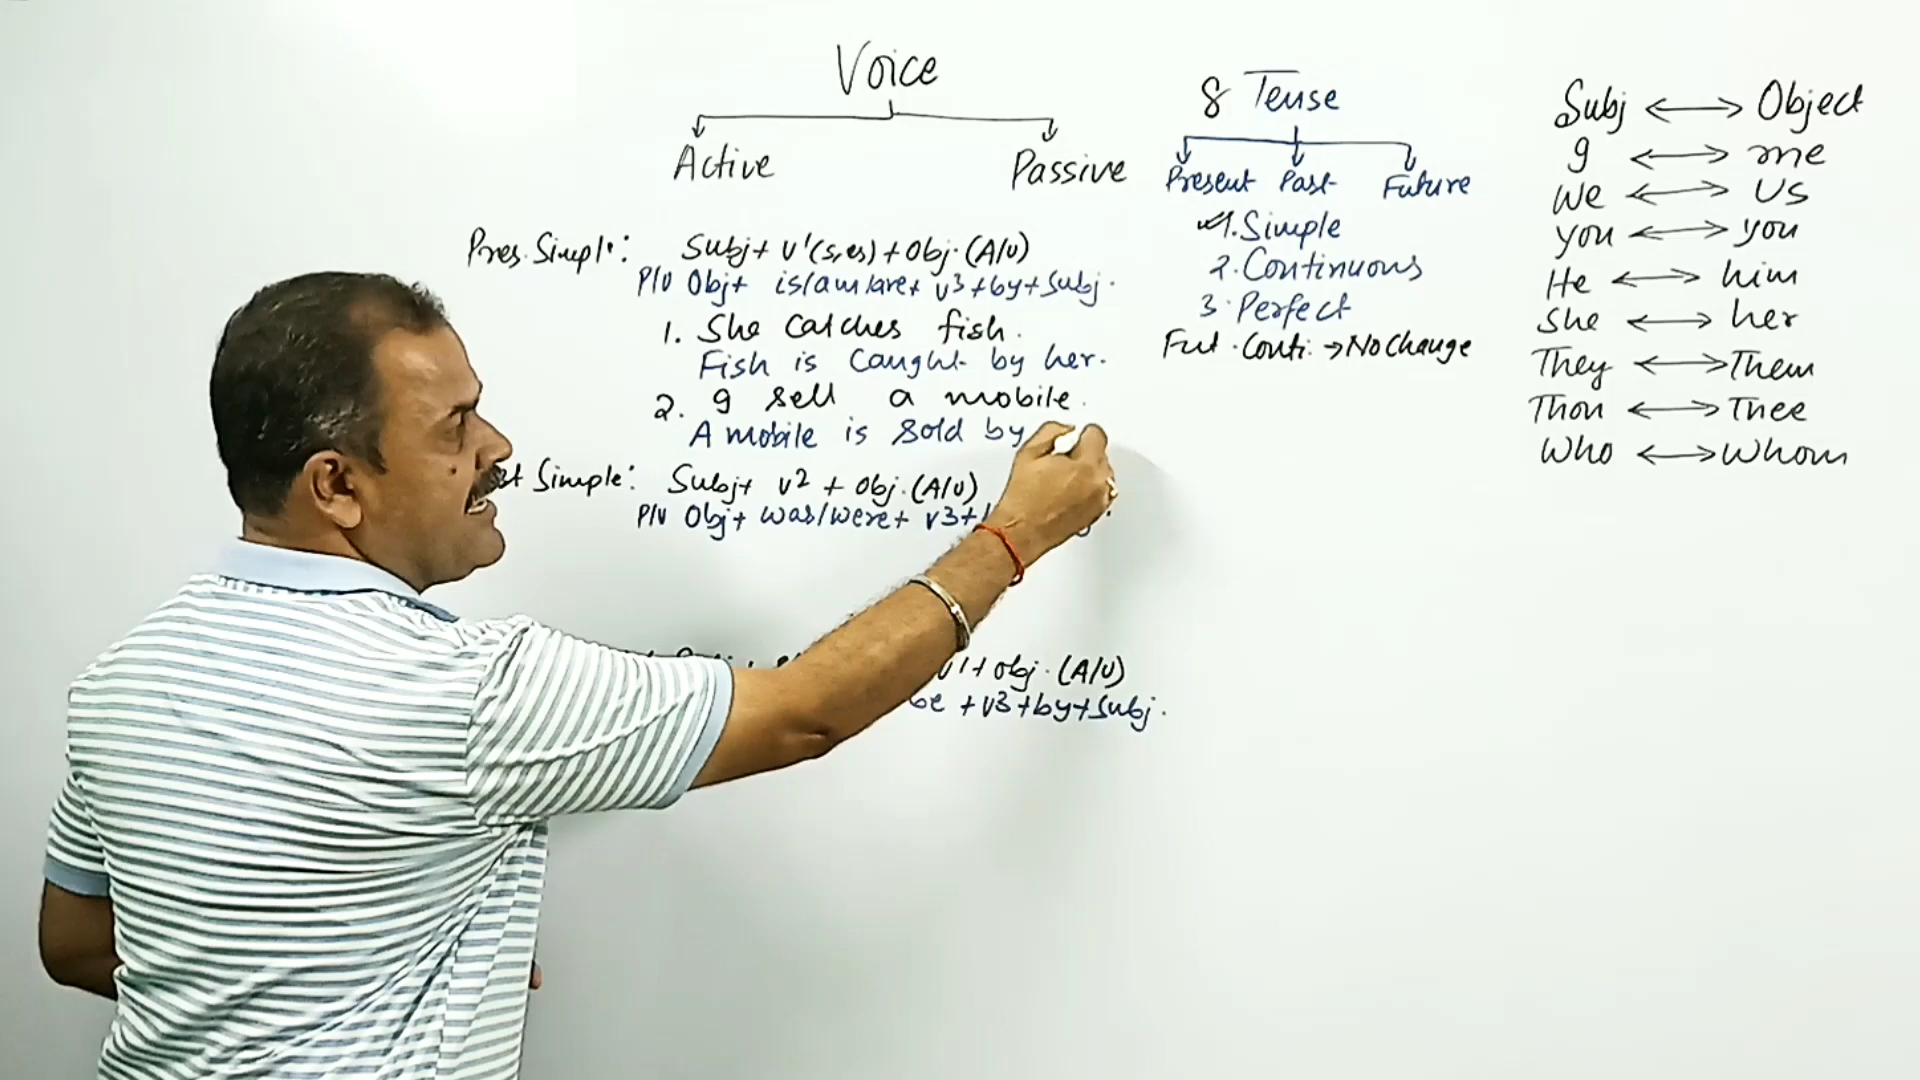 Voice
Active Passive
Pres. Simple: Subj + v¹(s,es) + Obj. (A/V)
P/V Obj + is/am/are + v³ + by + Subj.
1. She catches fish.
Fish is caught by her.
2. I sell a mobile.
A mobile is sold by
st Simple: Subj + v² + Obj. (A/V)
P/V Obj + was/were + v3 +
v1 + obj. (A/V)
be + v3 + by + Subj.
8 Tense
Present Past Future
1. Simple
2. Continuous
3. Perfect
Fut. Conti: → No Change
Subj ↔ Object
I ↔ me
We ↔ us
you ↔ you
He ↔ him
She ↔ her
They ↔ Them
Thou ↔ Thee
Who ↔ Whom